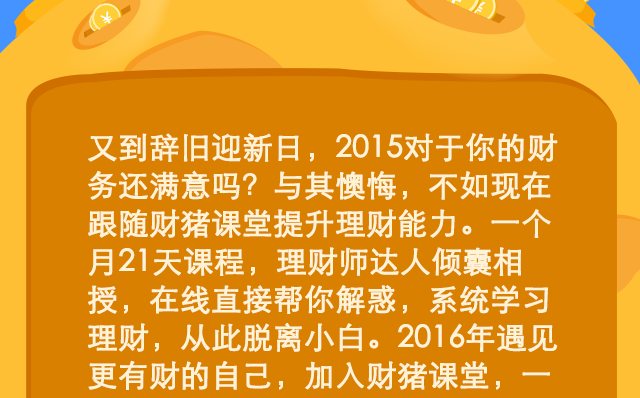 又到辞旧迎新日，2015对于你的财
务还满意吗？与其懊悔，不如现在
跟随财猪课堂提升理财能力。一个
月21天课程，理财师达人倾囊相
授，在线直接帮你解惑，系统学习
理财，从此脱离小白。2016年遇见
更有财的自己，加入财猪课堂，一